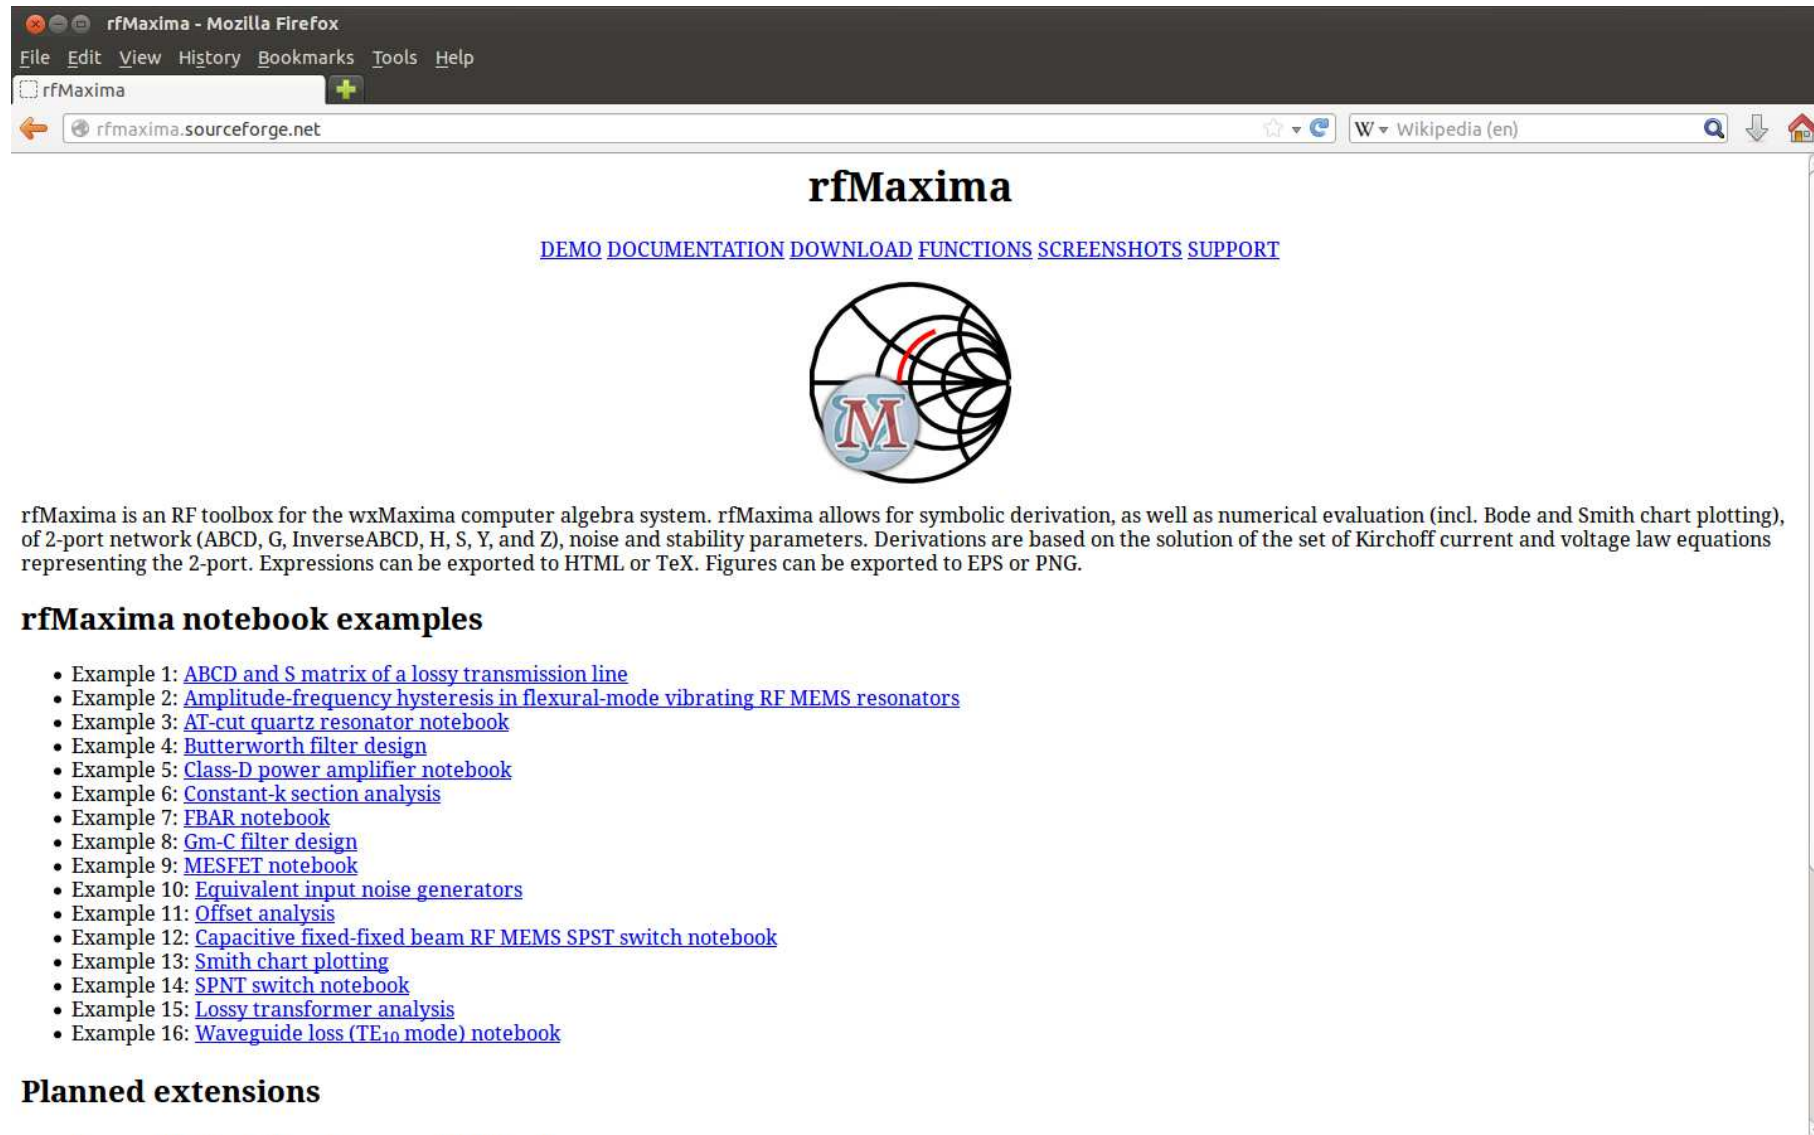 rfMaxima - Mozilla Firefox
File Edit View History Bookmarks Tools Help
rfMaxima
rfmaxima.sourceforge.net
W Wikipedia (en)
rfMaxima
DEMO DOCUMENTATION DOWNLOAD FUNCTIONS SCREENSHOTS SUPPORT
M
rfMaxima is an RF toolbox for the wxMaxima computer algebra system. rfMaxima allows for symbolic derivation, as well as numerical evaluation (incl. Bode and Smith chart plotting),
of 2-port network (ABCD, G, InverseABCD, H, S, Y, and Z), noise and stability parameters. Derivations are based on the solution of the set of Kirchoff current and voltage law equations
representing the 2-port. Expressions can be exported to HTML or TeX. Figures can be exported to EPS or PNG.
rfMaxima notebook examples
• Example 1: ABCD and S matrix of a lossy transmission line
• Example 2: Amplitude-frequency hysteresis in flexural-mode vibrating RF MEMS resonators
• Example 3: AT-cut quartz resonator notebook
• Example 4: Butterworth filter design
• Example 5: Class-D power amplifier notebook
• Example 6: Constant-k section analysis
• Example 7: FBAR notebook
• Example 8: Gm-C filter design
• Example 9: MESFET notebook
• Example 10: Equivalent input noise generators
• Example 11: Offset analysis
• Example 12: Capacitive fixed-fixed beam RF MEMS SPST switch notebook
• Example 13: Smith chart plotting
• Example 14: SPNT switch notebook
• Example 15: Lossy transformer analysis
• Example 16: Waveguide loss (TE₁₀ mode) notebook
Planned extensions